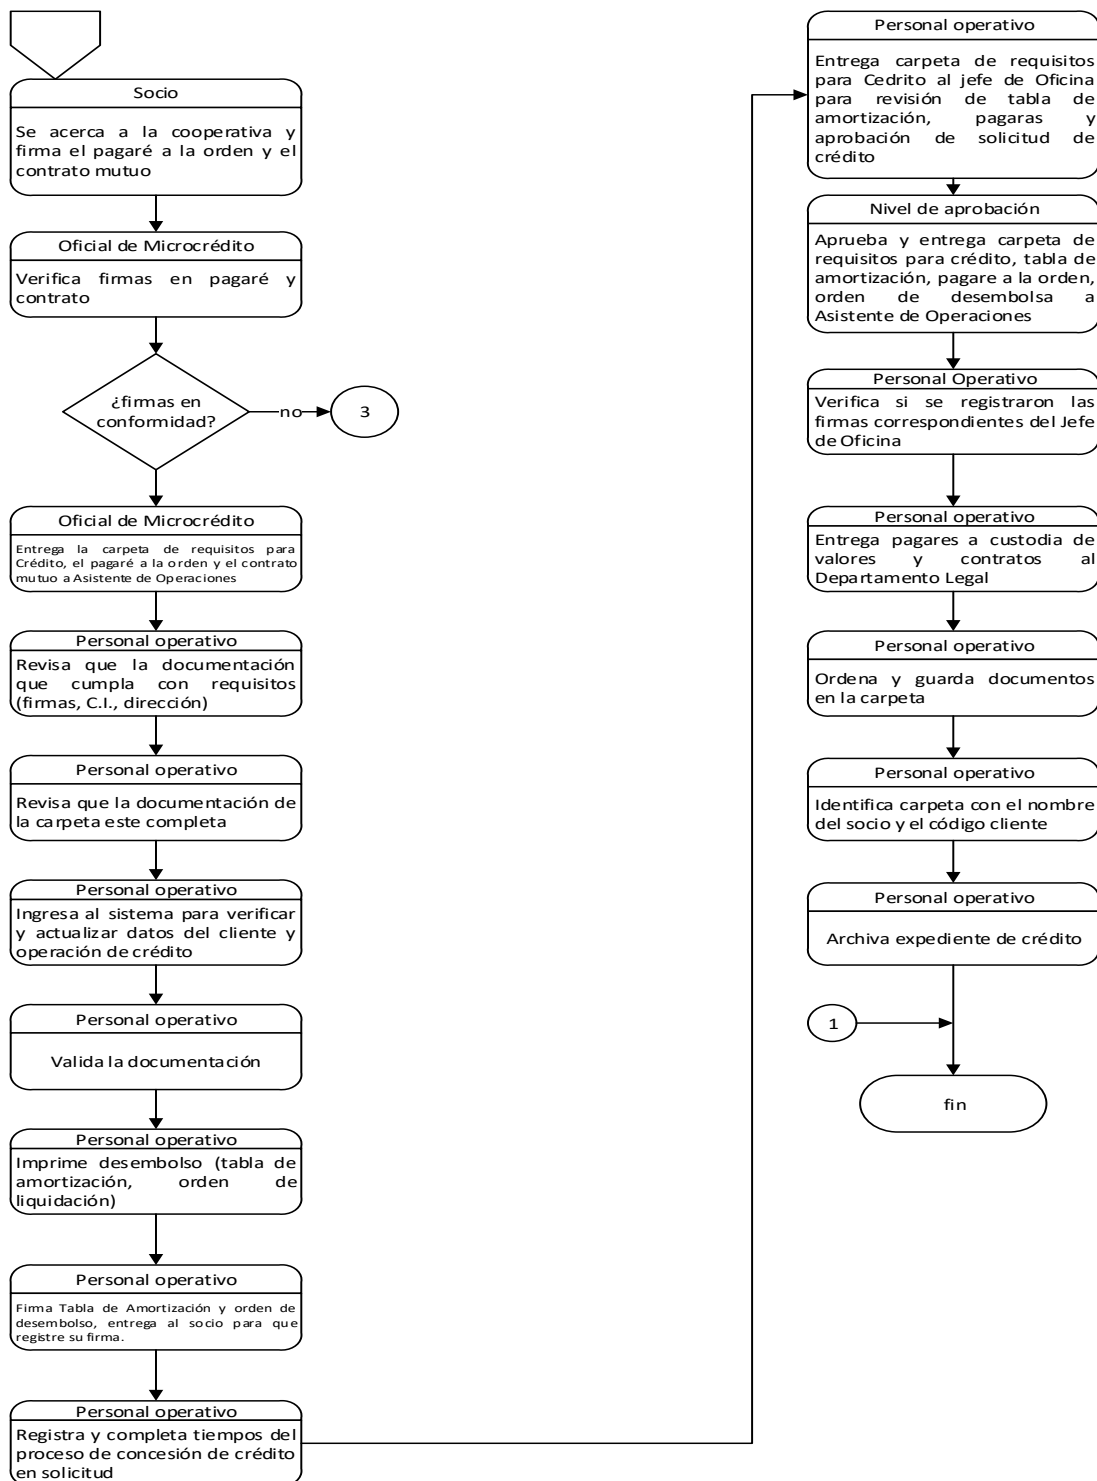 Socio
Se acerca a la cooperativa y
firma el pagaré a la orden y el
contrato mutuo
Oficial de Microcrédito
Verifica firmas en pagaré y
contrato
¿firmas en
conformidad?
no
3
Oficial de Microcrédito
Entrega la carpeta de requisitos para
Crédito, el pagaré a la orden y el contrato
mutuo a Asistente de Operaciones
Personal operativo
Revisa que la documentación
que cumpla con requisitos
(firmas, C.I., dirección)
Personal operativo
Revisa que la documentación de
la carpeta este completa
Personal operativo
Ingresa al sistema para verificar
y actualizar datos del cliente y
operación de crédito
Personal operativo
Valida la documentación
Personal operativo
Imprime desembolso (tabla de
amortización, orden de
liquidación)
Personal operativo
Firma Tabla de Amortización y orden de
desembolso, entrega al socio para que
registre su firma.
Personal operativo
Registra y completa tiempos del
proceso de concesión de crédito
en solicitud
Personal operativo
Entrega carpeta de requisitos
para Cedrito al jefe de Oficina
para revisión de tabla de
amortización, pagaras y
aprobación de solicitud de
crédito
Nivel de aprobación
Aprueba y entrega carpeta de
requisitos para crédito, tabla de
amortización, pagare a la orden,
orden de desembolsa a
Asistente de Operaciones
Personal Operativo
Verifica si se registraron las
firmas correspondientes del Jefe
de Oficina
Personal operativo
Entrega pagares a custodia de
valores y contratos al
Departamento Legal
Personal operativo
Ordena y guarda documentos
en la carpeta
Personal operativo
Identifica carpeta con el nombre
del socio y el código cliente
Personal operativo
Archiva expediente de crédito
1
fin